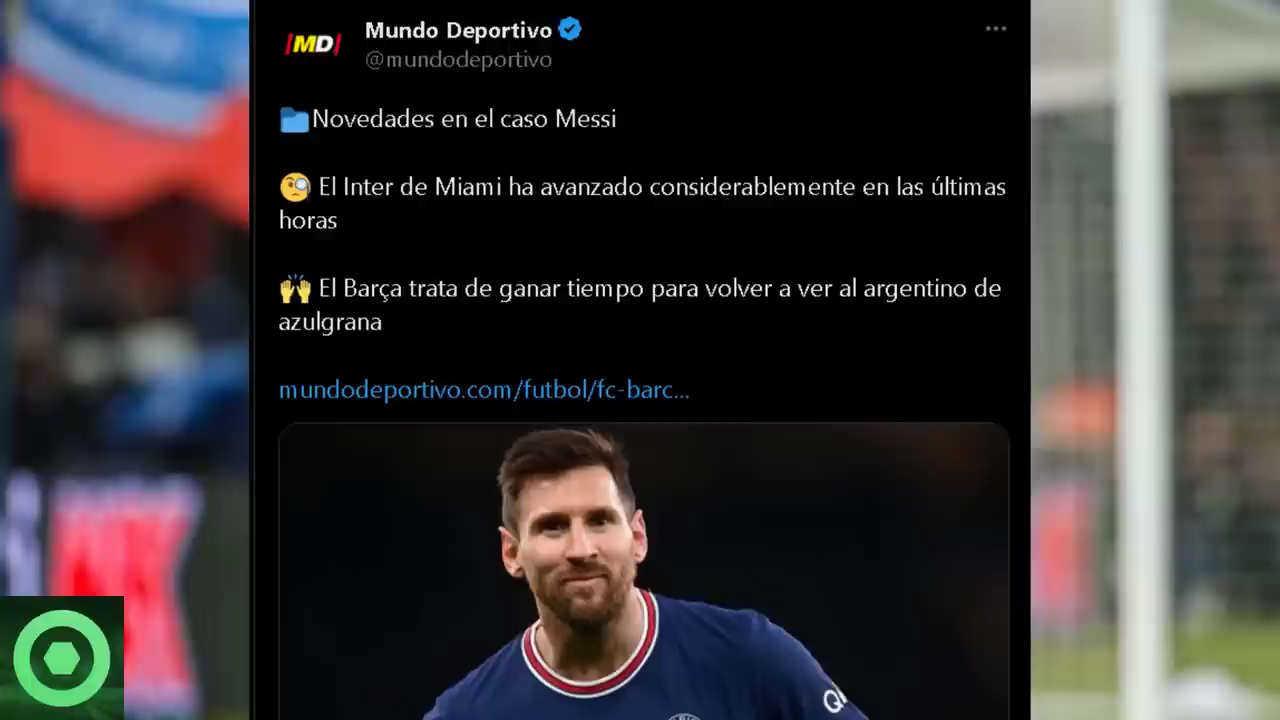 MD
Mundo Deportivo
@mundodeportivo
Novedades en el caso Messi
El Inter de Miami ha avanzado considerablemente en las últimas
horas
El Barça trata de ganar tiempo para volver a ver al argentino de
azulgrana
mundodeportivo.com/futbol/fc-barc...